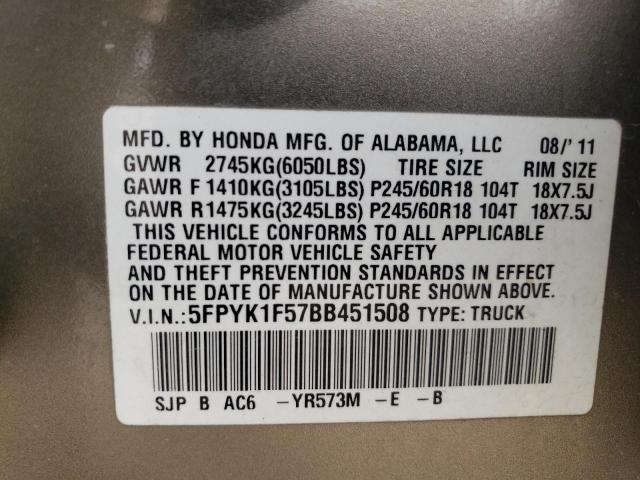 MFD. BY HONDA MFG. OF ALABAMA, LLC 08/'11
GVWR 2745KG(6050LBS) TIRE SIZE RIM SIZE
GAWR F 1410KG(3105LBS) P245/60R18 104T 18X7.5J
GAWR R1475KG(3245LBS) P245/60R18 104T 18X7.5J
THIS VEHICLE CONFORMS TO ALL APPLICABLE
FEDERAL MOTOR VEHICLE SAFETY
AND THEFT PREVENTION STANDARDS IN EFFECT
ON THE DATE OF MANUFACTURE SHOWN ABOVE.
V.I.N.:5FPYK1F57BB451508 TYPE: TRUCK
SJP B AC6 -YR573M -E -B